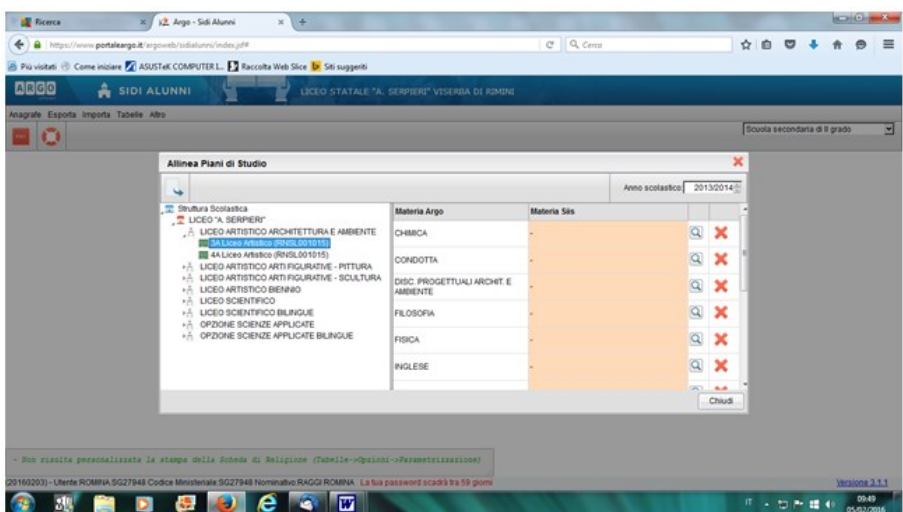 Ricerca
Argo - Sidi Alunni
https://www.portaleargo.it/argoweb/sidialunni/index.jsf#
Cerca
Più visitati
Come iniziare
ASUSTeK COMPUTER I...
Raccolta Web Slice
Siti suggeriti
ARGO
SIDI ALUNNI
LICEO STATALE "A. SERPIERI" VISERBA DI RIMINI
Anagrafe Esporta Importa Tabelle Altro
Scuola secondaria di II grado
Allinea Piani di Studio
Anno scolastico 2013/2014
Struttura Scolastica
LICEO "A. SERPIERI"
LICEO ARTISTICO ARCHITETTURA E AMBIENTE
3A Liceo Artistico (RNSL001015)
4A Liceo Artistico (RNSL001015)
LICEO ARTISTICO ARTI FIGURATIVE - PITTURA
LICEO ARTISTICO ARTI FIGURATIVE - SCULTURA
LICEO ARTISTICO BIENNIO
LICEO SCIENTIFICO
LICEO SCIENTIFICO BILINGUE
OPZIONE SCIENZE APPLICATE
OPZIONE SCIENZE APPLICATE BILINGUE
Materia Argo
Materia Siis
CHIMICA -
CONDOTTA -
DISC. PROGETTUALI ARCHIT. E
AMBIENTE -
FILOSOFIA -
FISICA -
INGLESE -
Chiudi
- Non risulta personalizzata la stampa della Scheda di Religione (Tabelle->Opzioni->Parametrizzazione)
(20160203) - Utente:ROMINA.SG27948 Codice Ministeriale:SG27948 Nominativo:RAGGI ROMINA La tua password scadrà tra 59 giorni
Versione 3.1.1
IT
09:49
05/02/2016